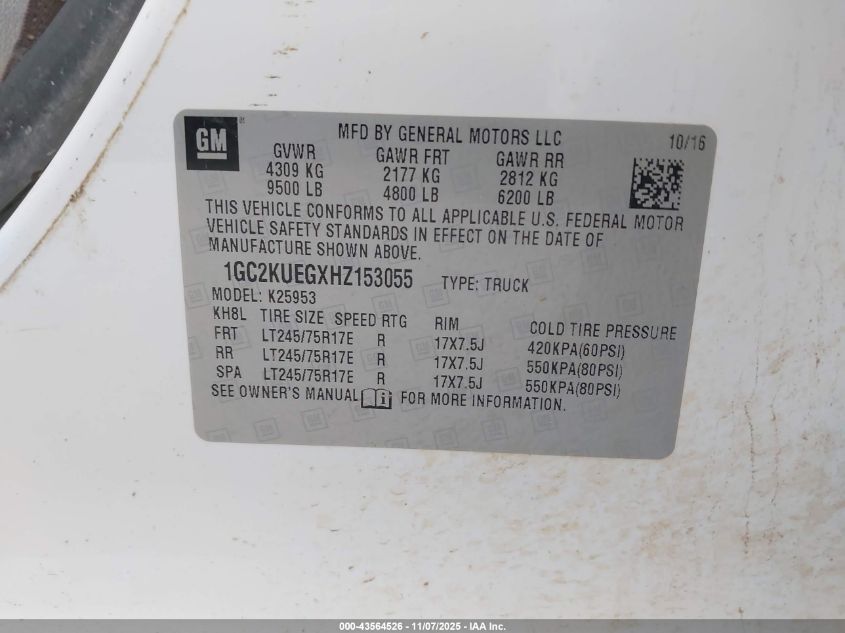 GM
MFD BY GENERAL MOTORS LLC
10/16
GVWR GAWR FRT GAWR RR
4309 KG 2177 KG 2812 KG
9500 LB 4800 LB 6200 LB
THIS VEHICLE CONFORMS TO ALL APPLICABLE U.S. FEDERAL MOTOR
VEHICLE SAFETY STANDARDS IN EFFECT ON THE DATE OF
MANUFACTURE SHOWN ABOVE.
1GC2KUEGXHZ153055 TYPE: TRUCK
MODEL: K25953
KH8L TIRE SIZE SPEED RTG RIM COLD TIRE PRESSURE
FRT LT245/75R17E R 17X7.5J 420KPA(60PSI)
RR LT245/75R17E R 17X7.5J 550KPA(80PSI)
SPA LT245/75R17E R 17X7.5J 550KPA(80PSI)
SEE OWNER'S MANUAL FOR MORE INFORMATION.
000-43564526 - 11/07/2025 - IAA Inc.